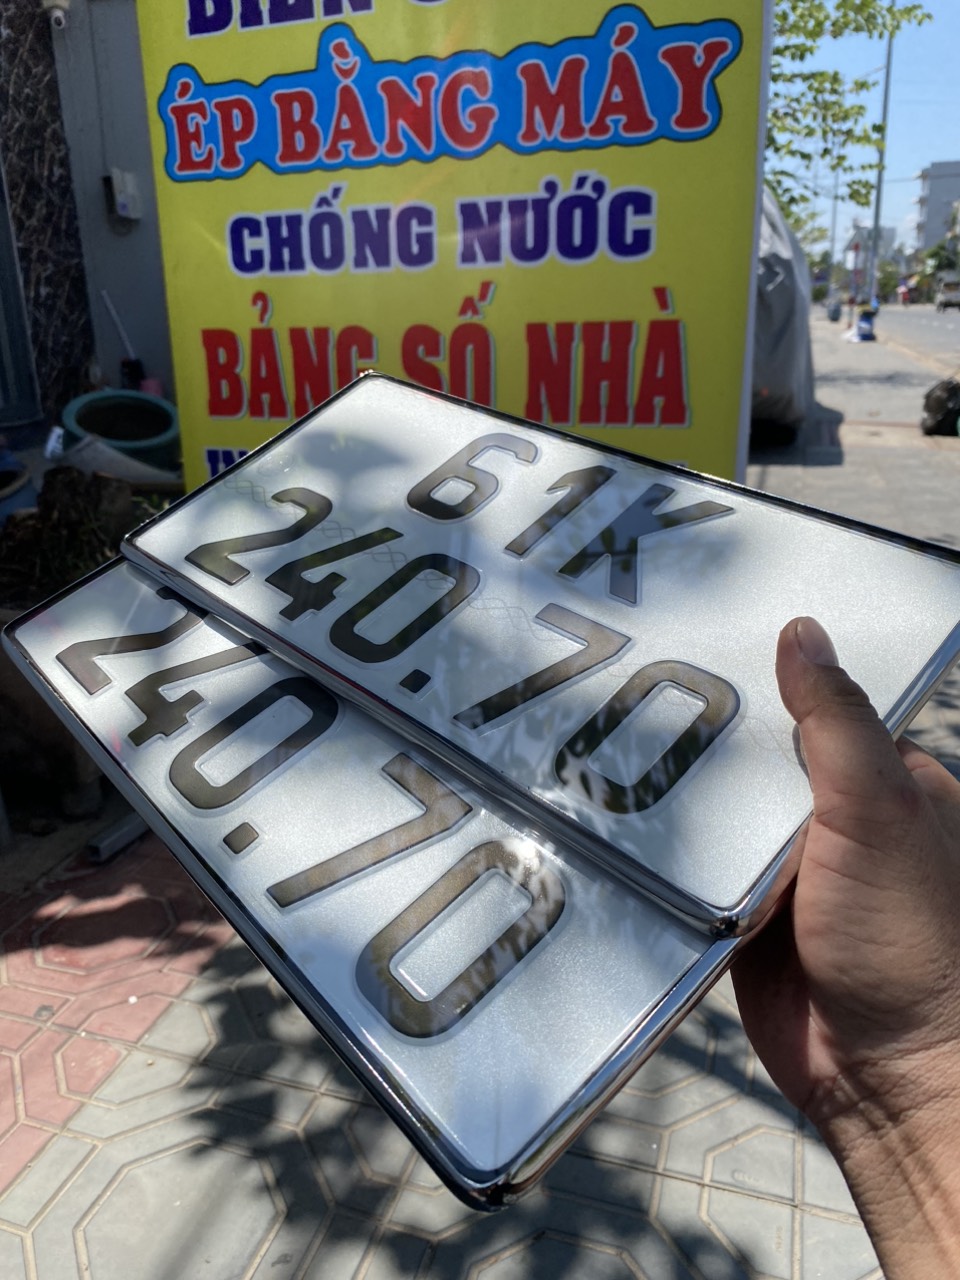 ÉP BẰNG MÁY
CHỐNG NƯỚC
BẢNG SỐ NHÀ
61K
240.70
240.70